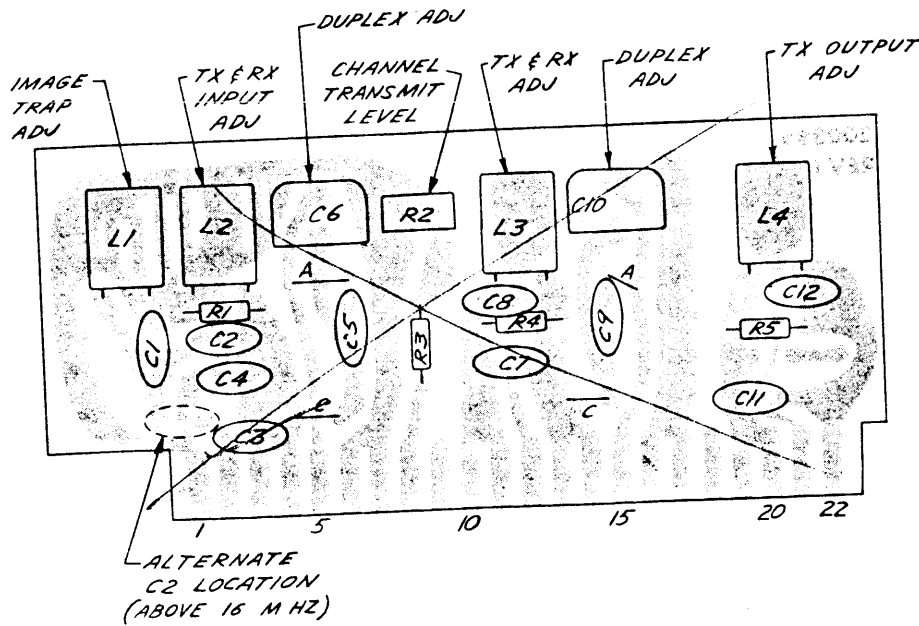 DUPLEX ADJ
IMAGE
TRAP
ADJ
TX & RX
INPUT
ADJ
CHANNEL
TRANSMIT
LEVEL
TX & RX
ADJ
DUPLEX
ADJ
TX OUTPUT
ADJ
L1
L2
C6
R2
L3
C10
L4
A
A
R1
C2
C1
C4
C5
R3
C8
R4
C7
C9
C12
R5
C11
C3
C
C
1
5
10
15
20
22
ALTERNATE
C2 LOCATION
(ABOVE 16 MHZ)